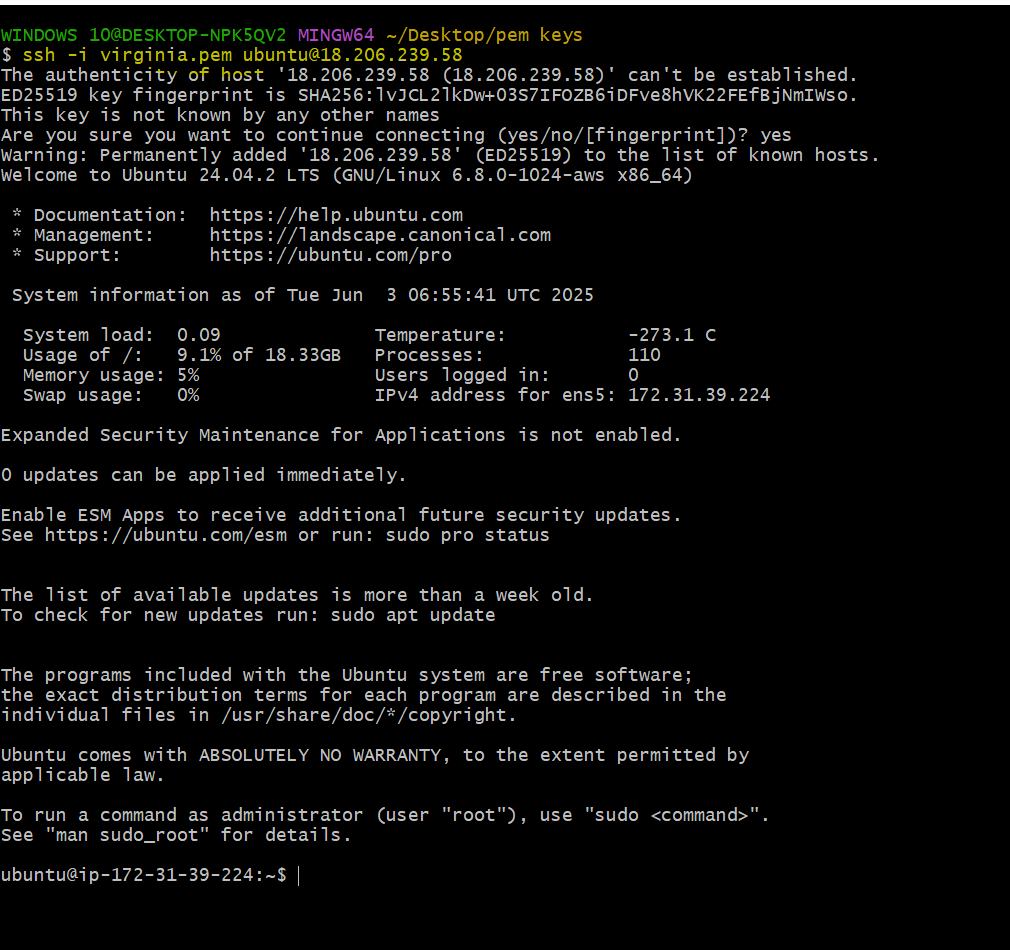 WINDOWS 10@DESKTOP-NPK5QV2 MINGW64 ~/Desktop/pem keys
$ ssh -i virginia.pem ubuntu@18.206.239.58
The authenticity of host '18.206.239.58 (18.206.239.58)' can't be established.
ED25519 key fingerprint is SHA256:lvJCL2lkDw+03S7IFOZB6iDFve8hVK22FEfBjNmIWso.
This key is not known by any other names
Are you sure you want to continue connecting (yes/no/[fingerprint])? yes
Warning: Permanently added '18.206.239.58' (ED25519) to the list of known hosts.
Welcome to Ubuntu 24.04.2 LTS (GNU/Linux 6.8.0-1024-aws x86_64)

 * Documentation:  https://help.ubuntu.com
 * Management:     https://landscape.canonical.com
 * Support:        https://ubuntu.com/pro

 System information as of Tue Jun  3 06:55:41 UTC 2025

  System load:  0.09              Temperature:           -273.1 C
  Usage of /:   9.1% of 18.33GB   Processes:             110
  Memory usage: 5%                Users logged in:       0
  Swap usage:   0%                IPv4 address for ens5: 172.31.39.224

Expanded Security Maintenance for Applications is not enabled.

0 updates can be applied immediately.

Enable ESM Apps to receive additional future security updates.
See https://ubuntu.com/esm or run: sudo pro status


The list of available updates is more than a week old.
To check for new updates run: sudo apt update


The programs included with the Ubuntu system are free software;
the exact distribution terms for each program are described in the
individual files in /usr/share/doc/*/copyright.

Ubuntu comes with ABSOLUTELY NO WARRANTY, to the extent permitted by
applicable law.

To run a command as administrator (user "root"), use "sudo <command>".
See "man sudo_root" for details.

ubuntu@ip-172-31-39-224:~$